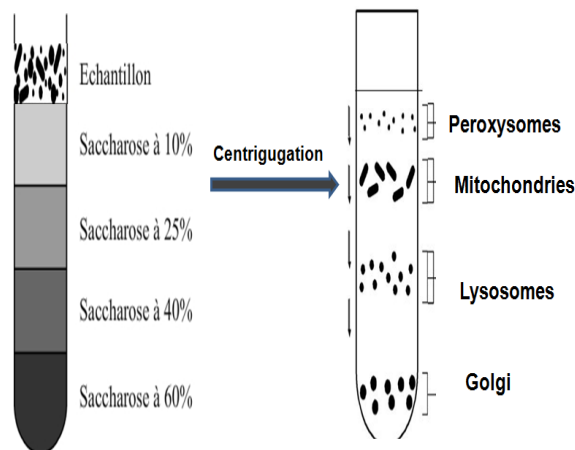 Echantillon
Saccharose à 10%
Saccharose à 25%
Saccharose à 40%
Saccharose à 60%
Centrigugation
Peroxysomes
Mitochondries
Lysosomes
Golgi